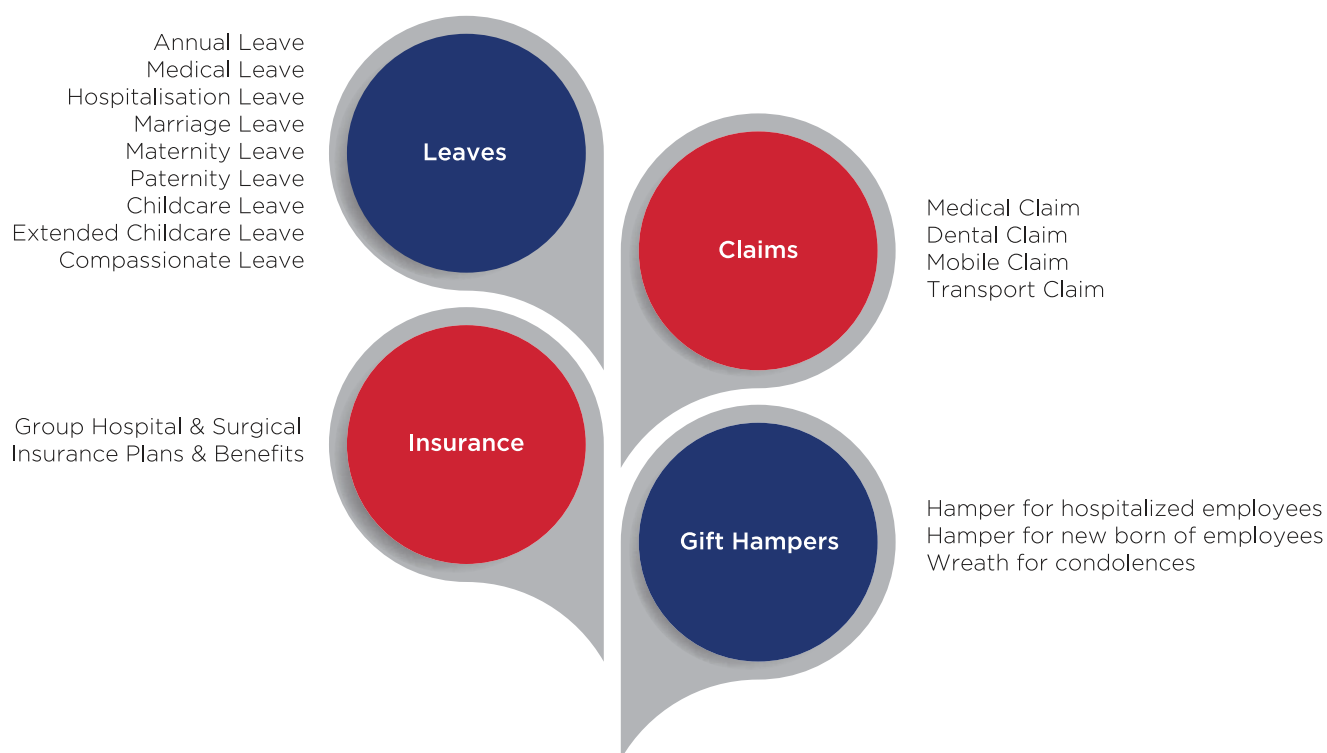 Annual Leave
Medical Leave
Hospitalisation Leave
Marriage Leave
Maternity Leave
Paternity Leave
Childcare Leave
Extended Childcare Leave
Compassionate Leave
Leaves
Claims
Medical Claim
Dental Claim
Mobile Claim
Transport Claim
Group Hospital & Surgical
Insurance Plans & Benefits
Insurance
Gift Hampers
Hamper for hospitalized employees
Hamper for new born of employees
Wreath for condolences